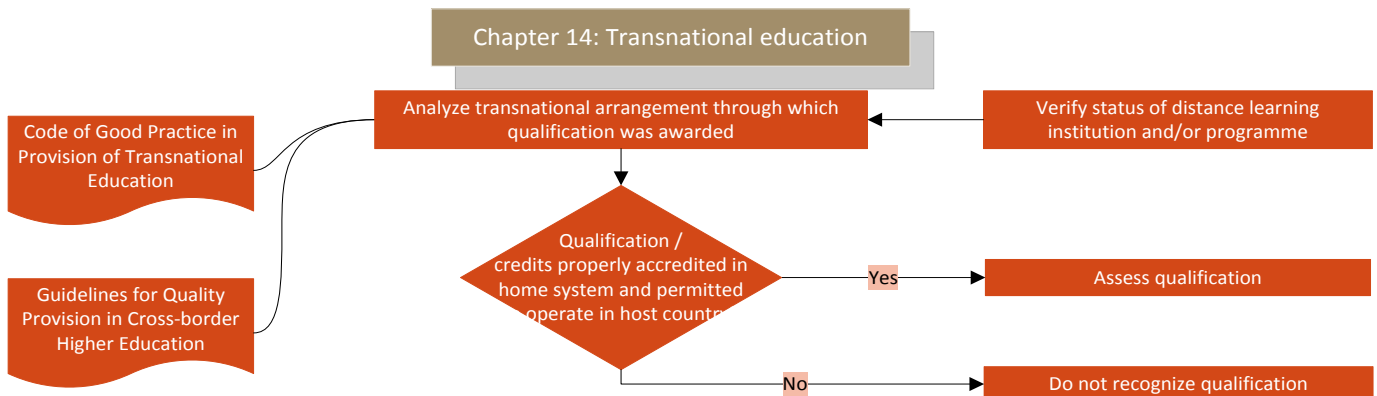 Chapter 14: Transnational education
Analyze transnational arrangement through which
qualification was awarded
Verify status of distance learning
institution and/or programme
Code of Good Practice in
Provision of Transnational
Education
Qualification /
credits properly accredited in
home system and permitted
operate in host countr
Yes
Assess qualification
Guidelines for Quality
Provision in Cross-border
Higher Education
No
Do not recognize qualification